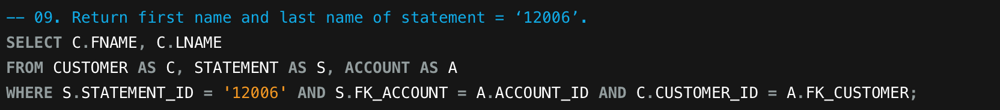 -- 09. Return first name and last name of statement = ‘12006’.
SELECT C.FNAME, C.LNAME
FROM CUSTOMER AS C, STATEMENT AS S, ACCOUNT AS A
WHERE S.STATEMENT_ID = '12006' AND S.FK_ACCOUNT = A.ACCOUNT_ID AND C.CUSTOMER_ID = A.FK_CUSTOMER;